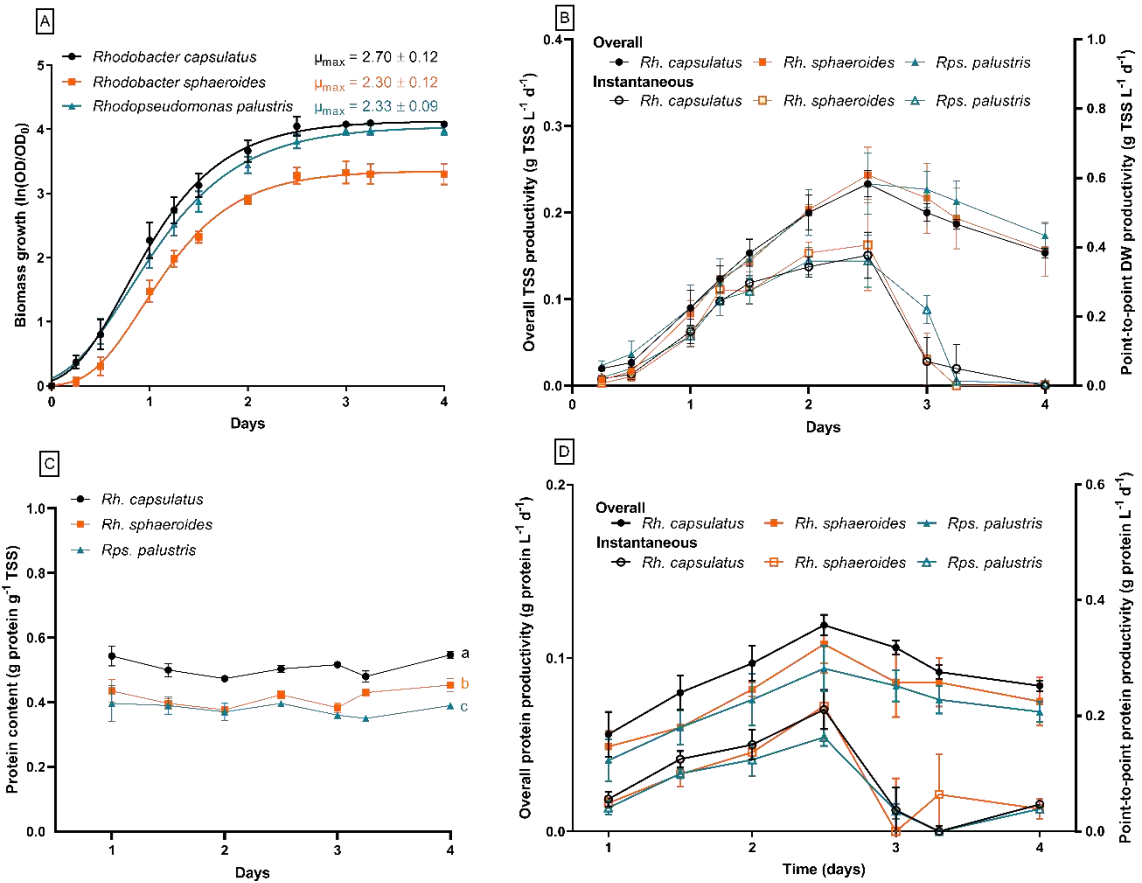 A
Rhodobacter capsulatus
μmax = 2.70 ± 0.12
Rhodobacter sphaeroides
μmax = 2.30 ± 0.12
Rhodopseudomonas palustris
μmax = 2.33 ± 0.09
Biomass growth (ln(OD/OD0)
5
4
3
2
1
0
0
1
2
3
4
Days
B
Overall
Rh. capsulatus
Rh. sphaeroides
Rps. palustris
Instantaneous
Rh. capsulatus
Rh. sphaeroides
Rps. palustris
Overall TSS productivity (g TSS L-1 d-1)
0.4
0.3
0.2
0.1
0.0
Point-to-point DW productivity (g TSS L-1 d-1)
1.0
0.8
0.6
0.4
0.2
0.0
0
1
2
3
4
Days
C
Rh. capsulatus
Rh. sphaeroides
Rps. palustris
Protein content (g protein g-1 TSS)
1.0
0.8
0.6
0.4
0.2
0.0
a
b
c
1
2
3
4
Days
D
Overall
Rh. capsulatus
Rh. sphaeroides
Rps. palustris
Instantaneous
Rh. capsulatus
Rh. sphaeroides
Rps. palustris
Overall protein productivity (g protein L-1 d-1)
0.2
0.1
0.0
Point-to-point protein productivity (g protein L-1 d-1)
0.6
0.4
0.2
0.0
1
2
3
4
Time (days)